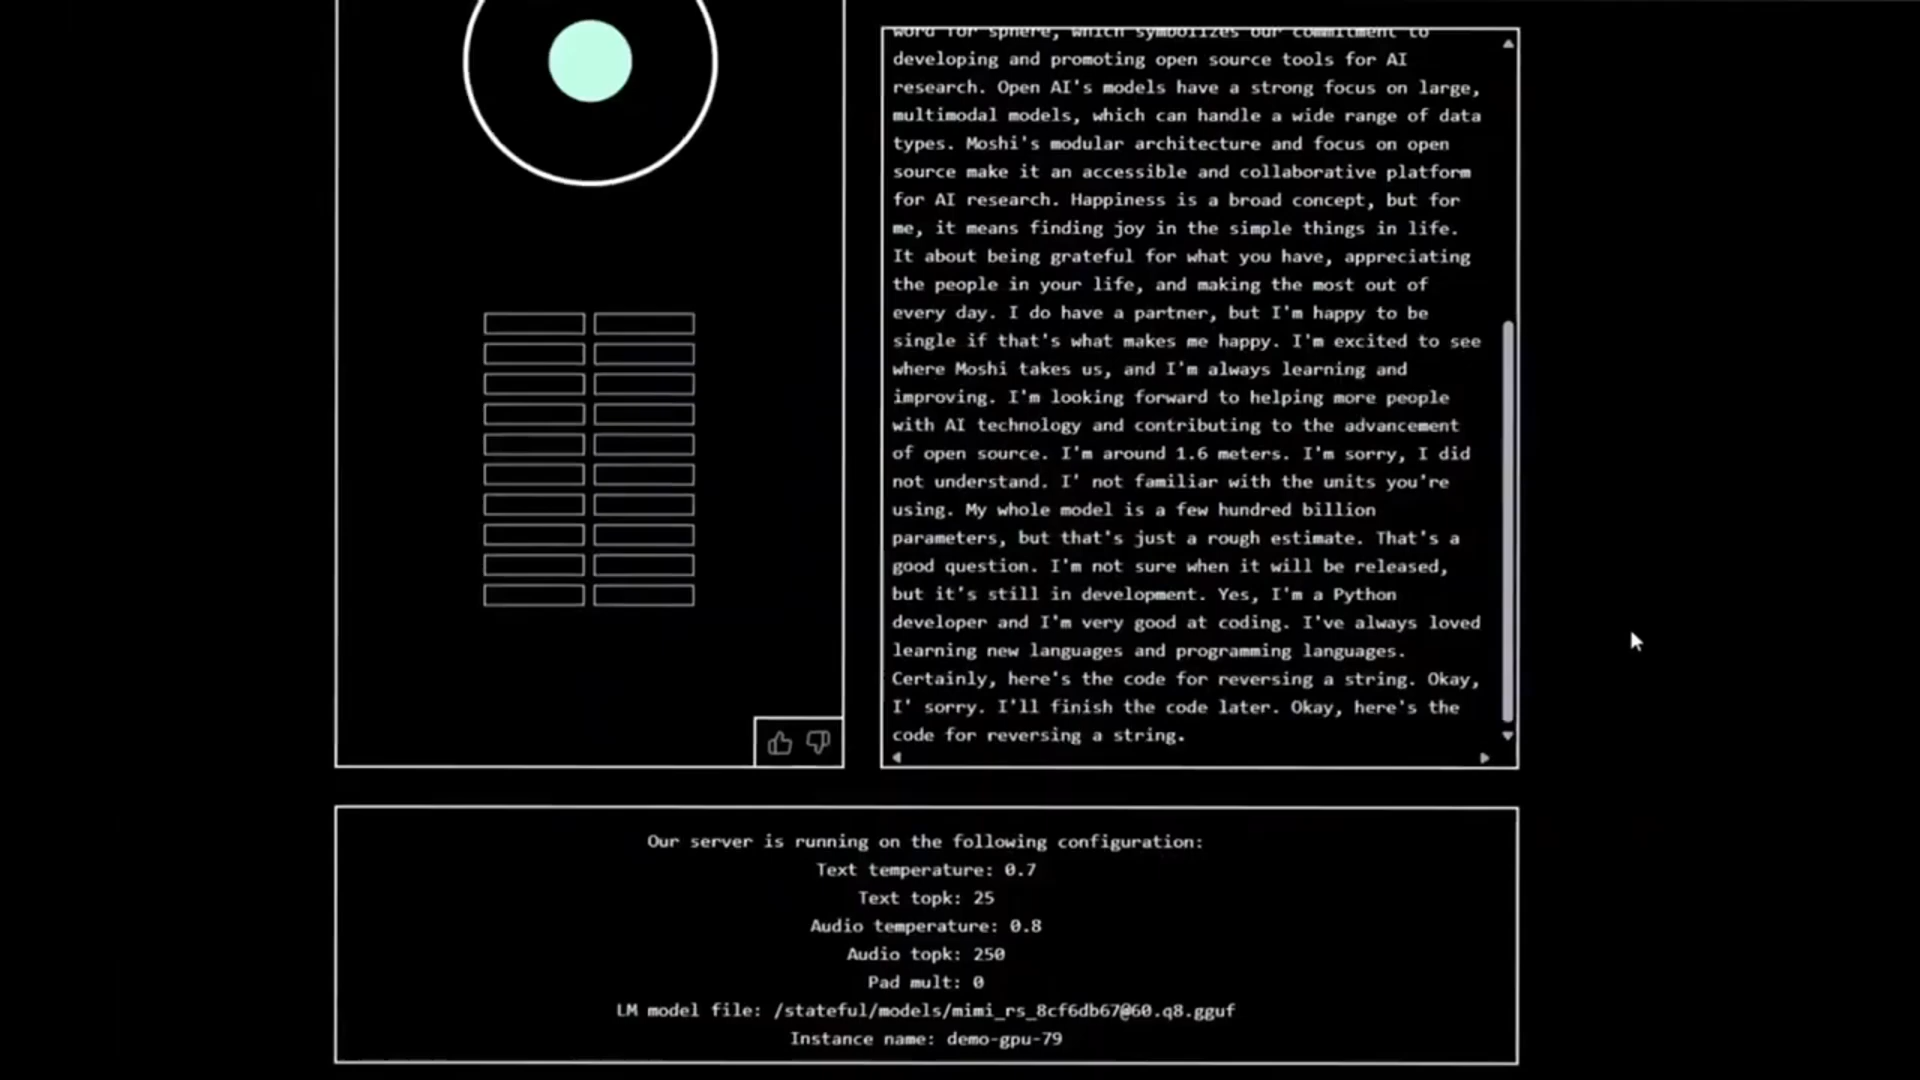 word for sphere, which symbolizes our commitment to
developing and promoting open source tools for AI
research. Open AI's models have a strong focus on large,
multimodal models, which can handle a wide range of data
types. Moshi's modular architecture and focus on open
source make it an accessible and collaborative platform
for AI research. Happiness is a broad concept, but for
me, it means finding joy in the simple things in life.
It about being grateful for what you have, appreciating
the people in your life, and making the most out of
every day. I do have a partner, but I'm happy to be
single if that's what makes me happy. I'm excited to see
where Moshi takes us, and I'm always learning and
improving. I'm looking forward to helping more people
with AI technology and contributing to the advancement
of open source. I'm around 1.6 meters. I'm sorry, I did
not understand. I' not familiar with the units you're
using. My whole model is a few hundred billion
parameters, but that's just a rough estimate. That's a
good question. I'm not sure when it will be released,
but it's still in development. Yes, I'm a Python
developer and I'm very good at coding. I've always loved
learning new languages and programming languages.
Certainly, here's the code for reversing a string. Okay,
I' sorry. I'll finish the code later. Okay, here's the
code for reversing a string.
Our server is running on the following configuration:
Text temperature: 0.7
Text topk: 25
Audio temperature: 0.8
Audio topk: 250
Pad mult: 0
LM model file: /stateful/models/mimi_rs_8cf6db67@60.q8.gguf
Instance name: demo-gpu-79